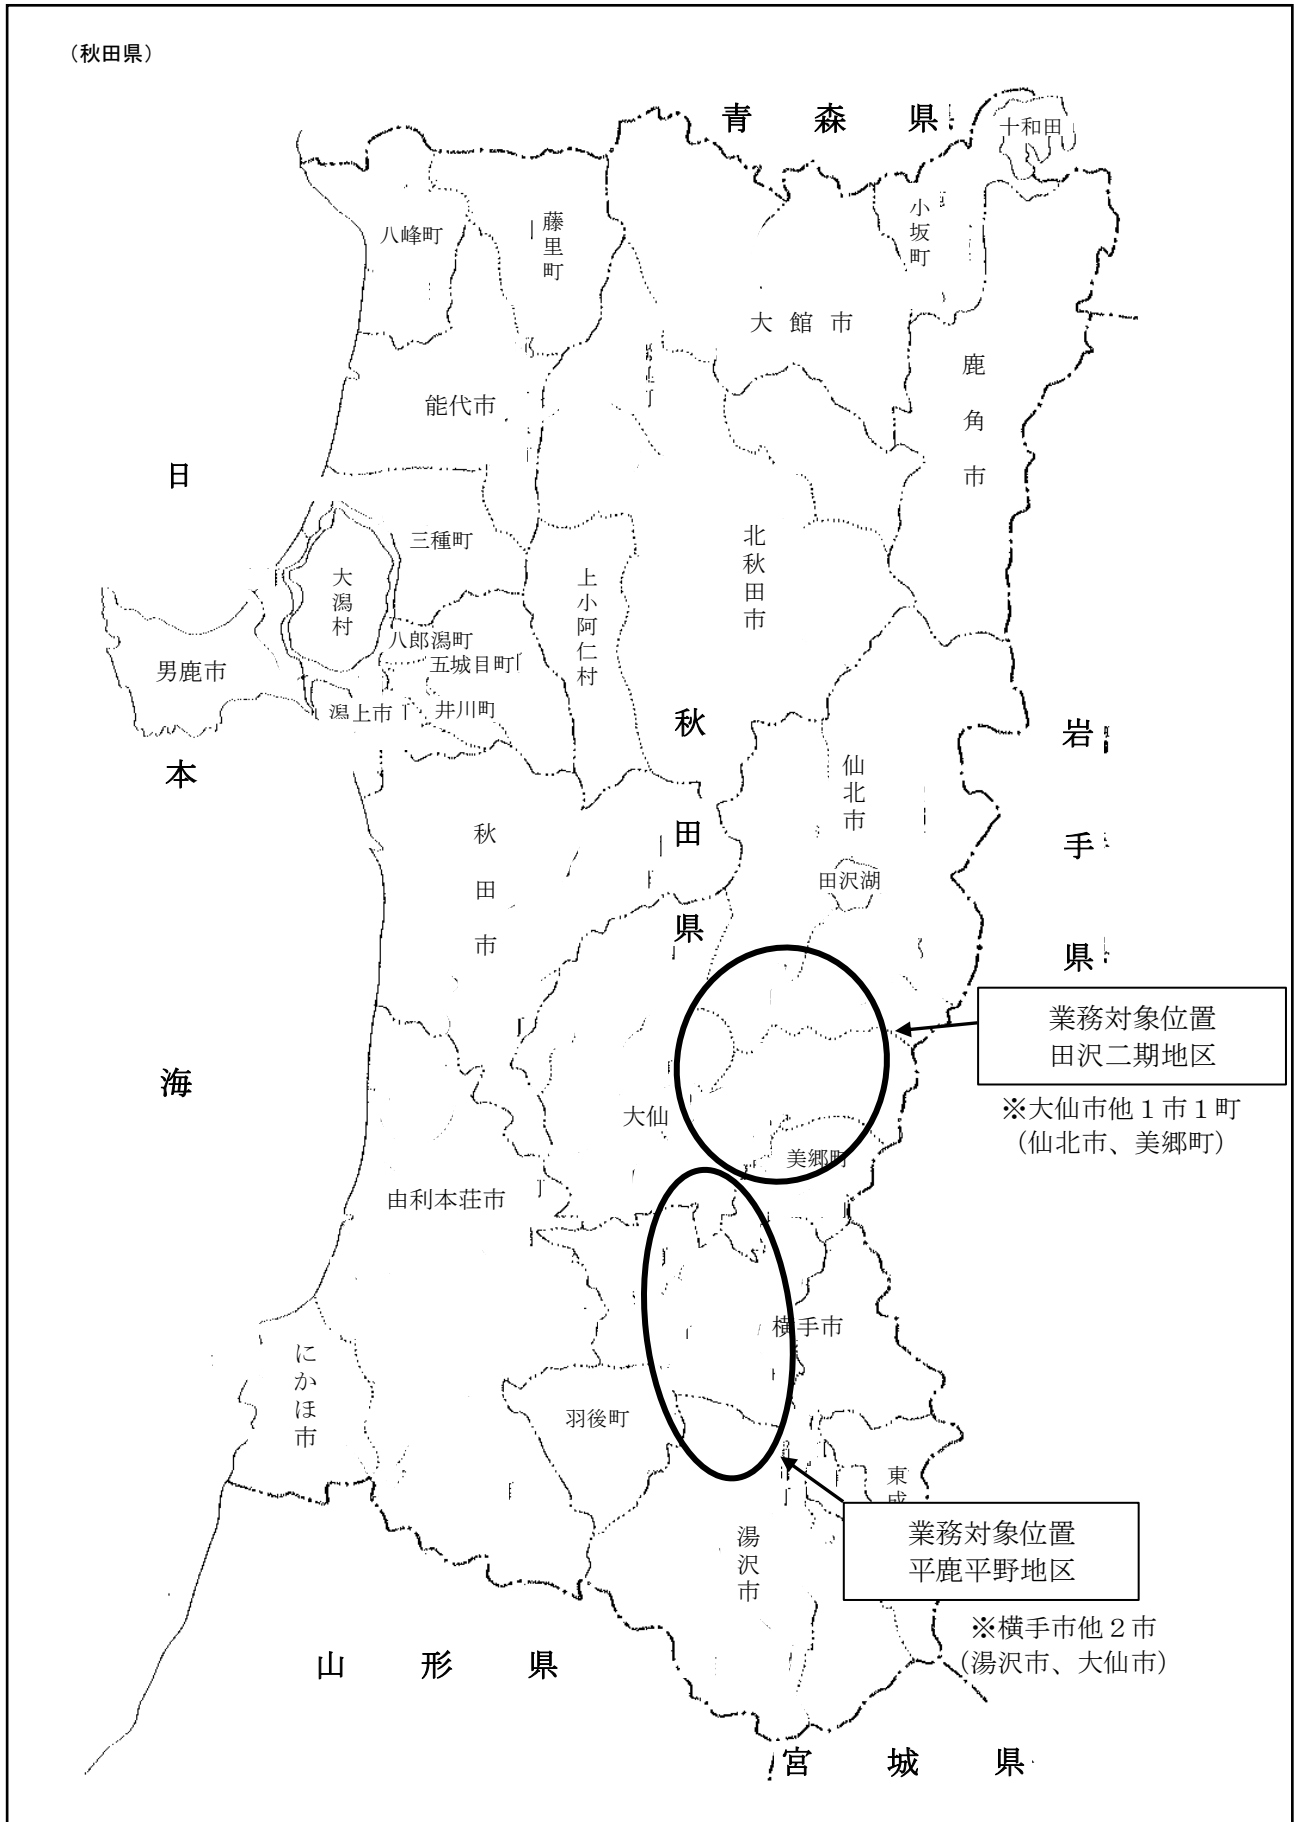 (秋田県)
青森県
十和田
八峰町
藤里町
小坂町
大館市
鹿角市
能代市
日本海
三種町
大潟村
北秋田市
上小阿仁村
八郎潟町
五城目町
男鹿市
潟上市
井川町
秋田県
岩手県
仙北市
秋田市
田沢湖
業務対象位置
田沢二期地区
※大仙市他1市1町
(仙北市、美郷町)
大仙
美郷町
由利本荘市
横手市
にかほ市
羽後町
東成
湯沢市
業務対象位置
平鹿平野地区
※横手市他2市
(湯沢市、大仙市)
山形県
宮城県